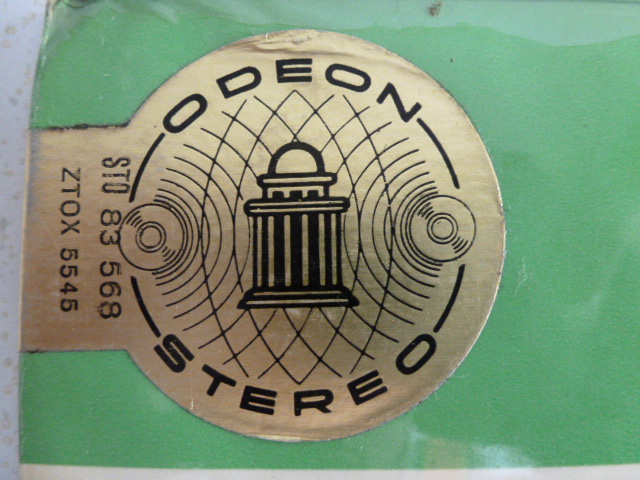 ODEON
STEREO
STO 83 568
ZTOX 5545